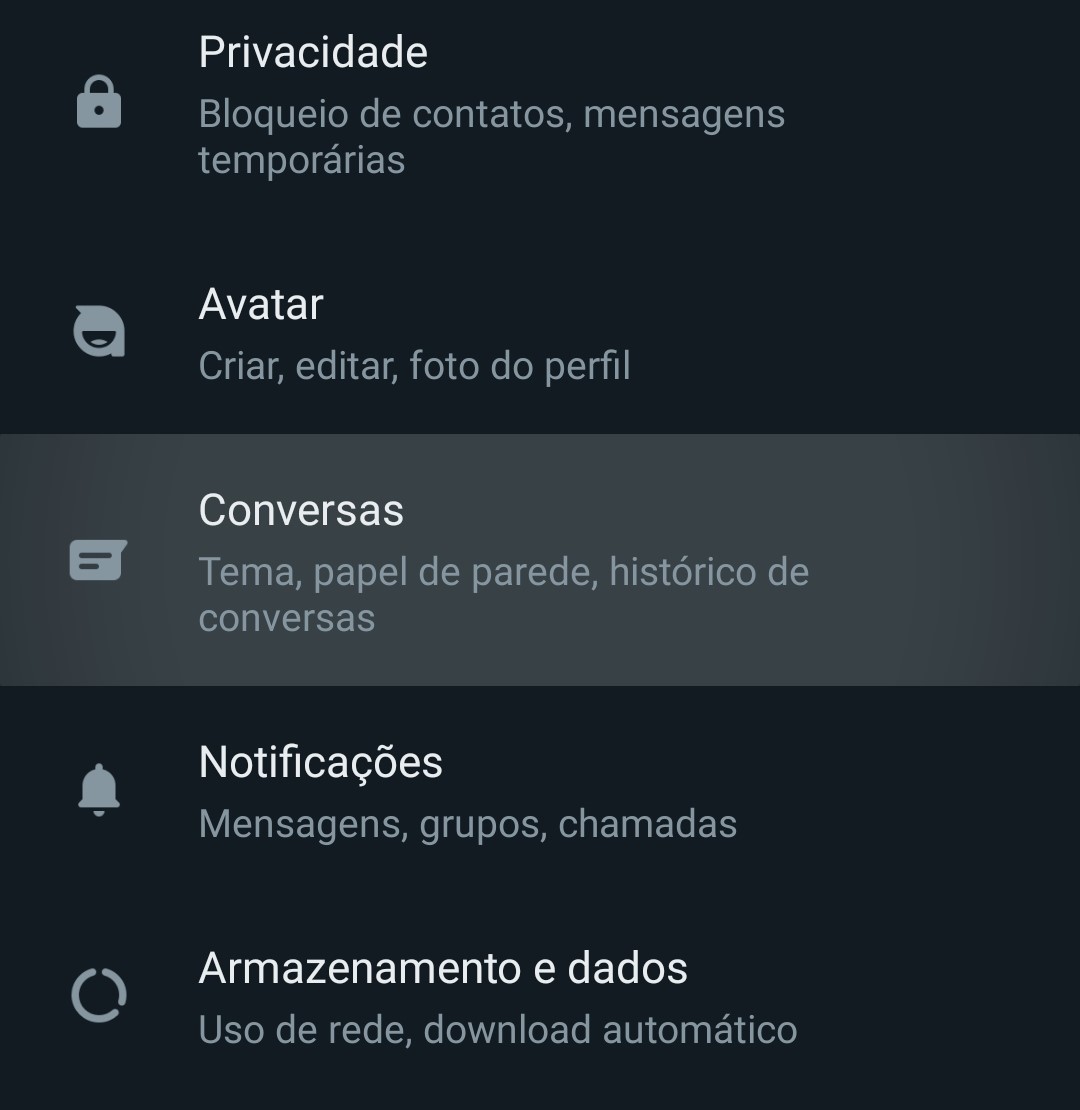 Privacidade
Bloqueio de contatos, mensagens
temporárias
Avatar
Criar, editar, foto do perfil
Conversas
Tema, papel de parede, histórico de
conversas
Notificações
Mensagens, grupos, chamadas
Armazenamento e dados
Uso de rede, download automático